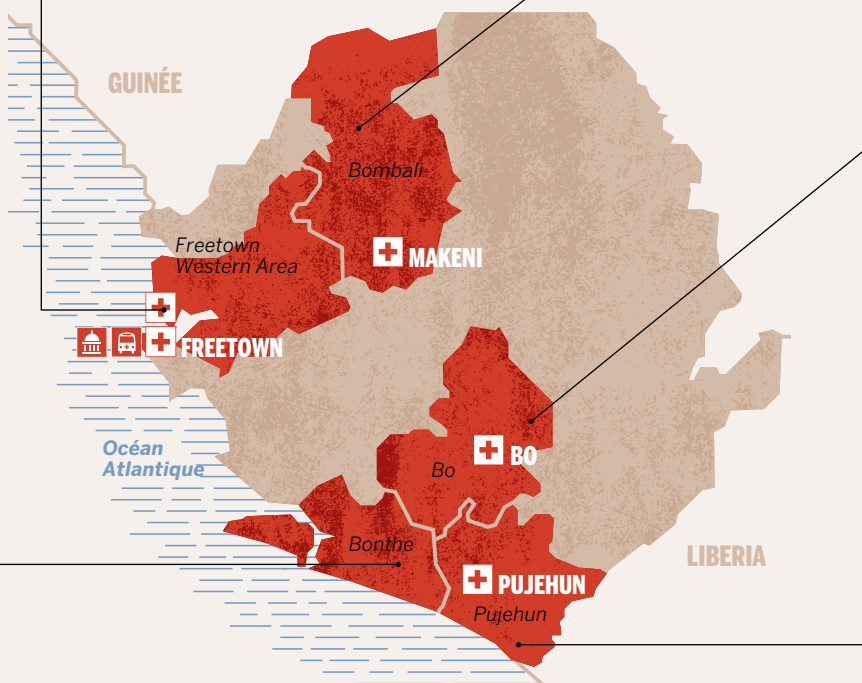 GUINÉE
Bombali
Freetown
Western Area
MAKENI
FREETOWN
Océan
Atlantique
BO
Bo
Bonthe
LIBERIA
PUJEHUN
Pujehun